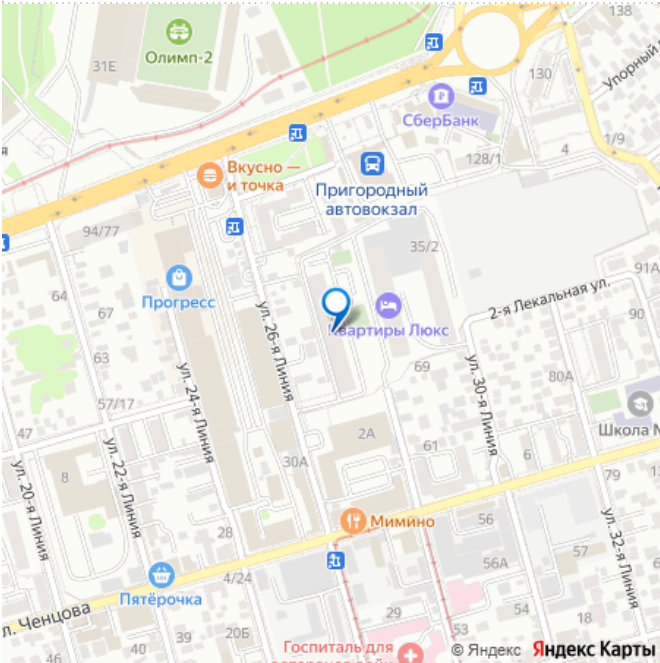 138
Олимп-2
31Е
Упорный
130
СберБанк
Вкусно —
и точка
128/1
4
1/9
Пригородный
автовокзал
94/77
35/2
91А
64
Прогресс
2-я Лекальная ул.
67
Квартиры Люкс
90
ул. 26-я Линия
69
ул. 24-я Линия
ул. 30-я Линия
80А
57/17
47
2А
61
Школа №
8
30А
6
79
ул. 22-я Линия
ул. 20-я Линия
28
Мимино
56
ул. 32-я Линия
57
4/24
56А
Пятёрочка
л. Ченцова
18
29
53
38
39
20Б
Госпиталь для
© Яндекс Яндекс Карты